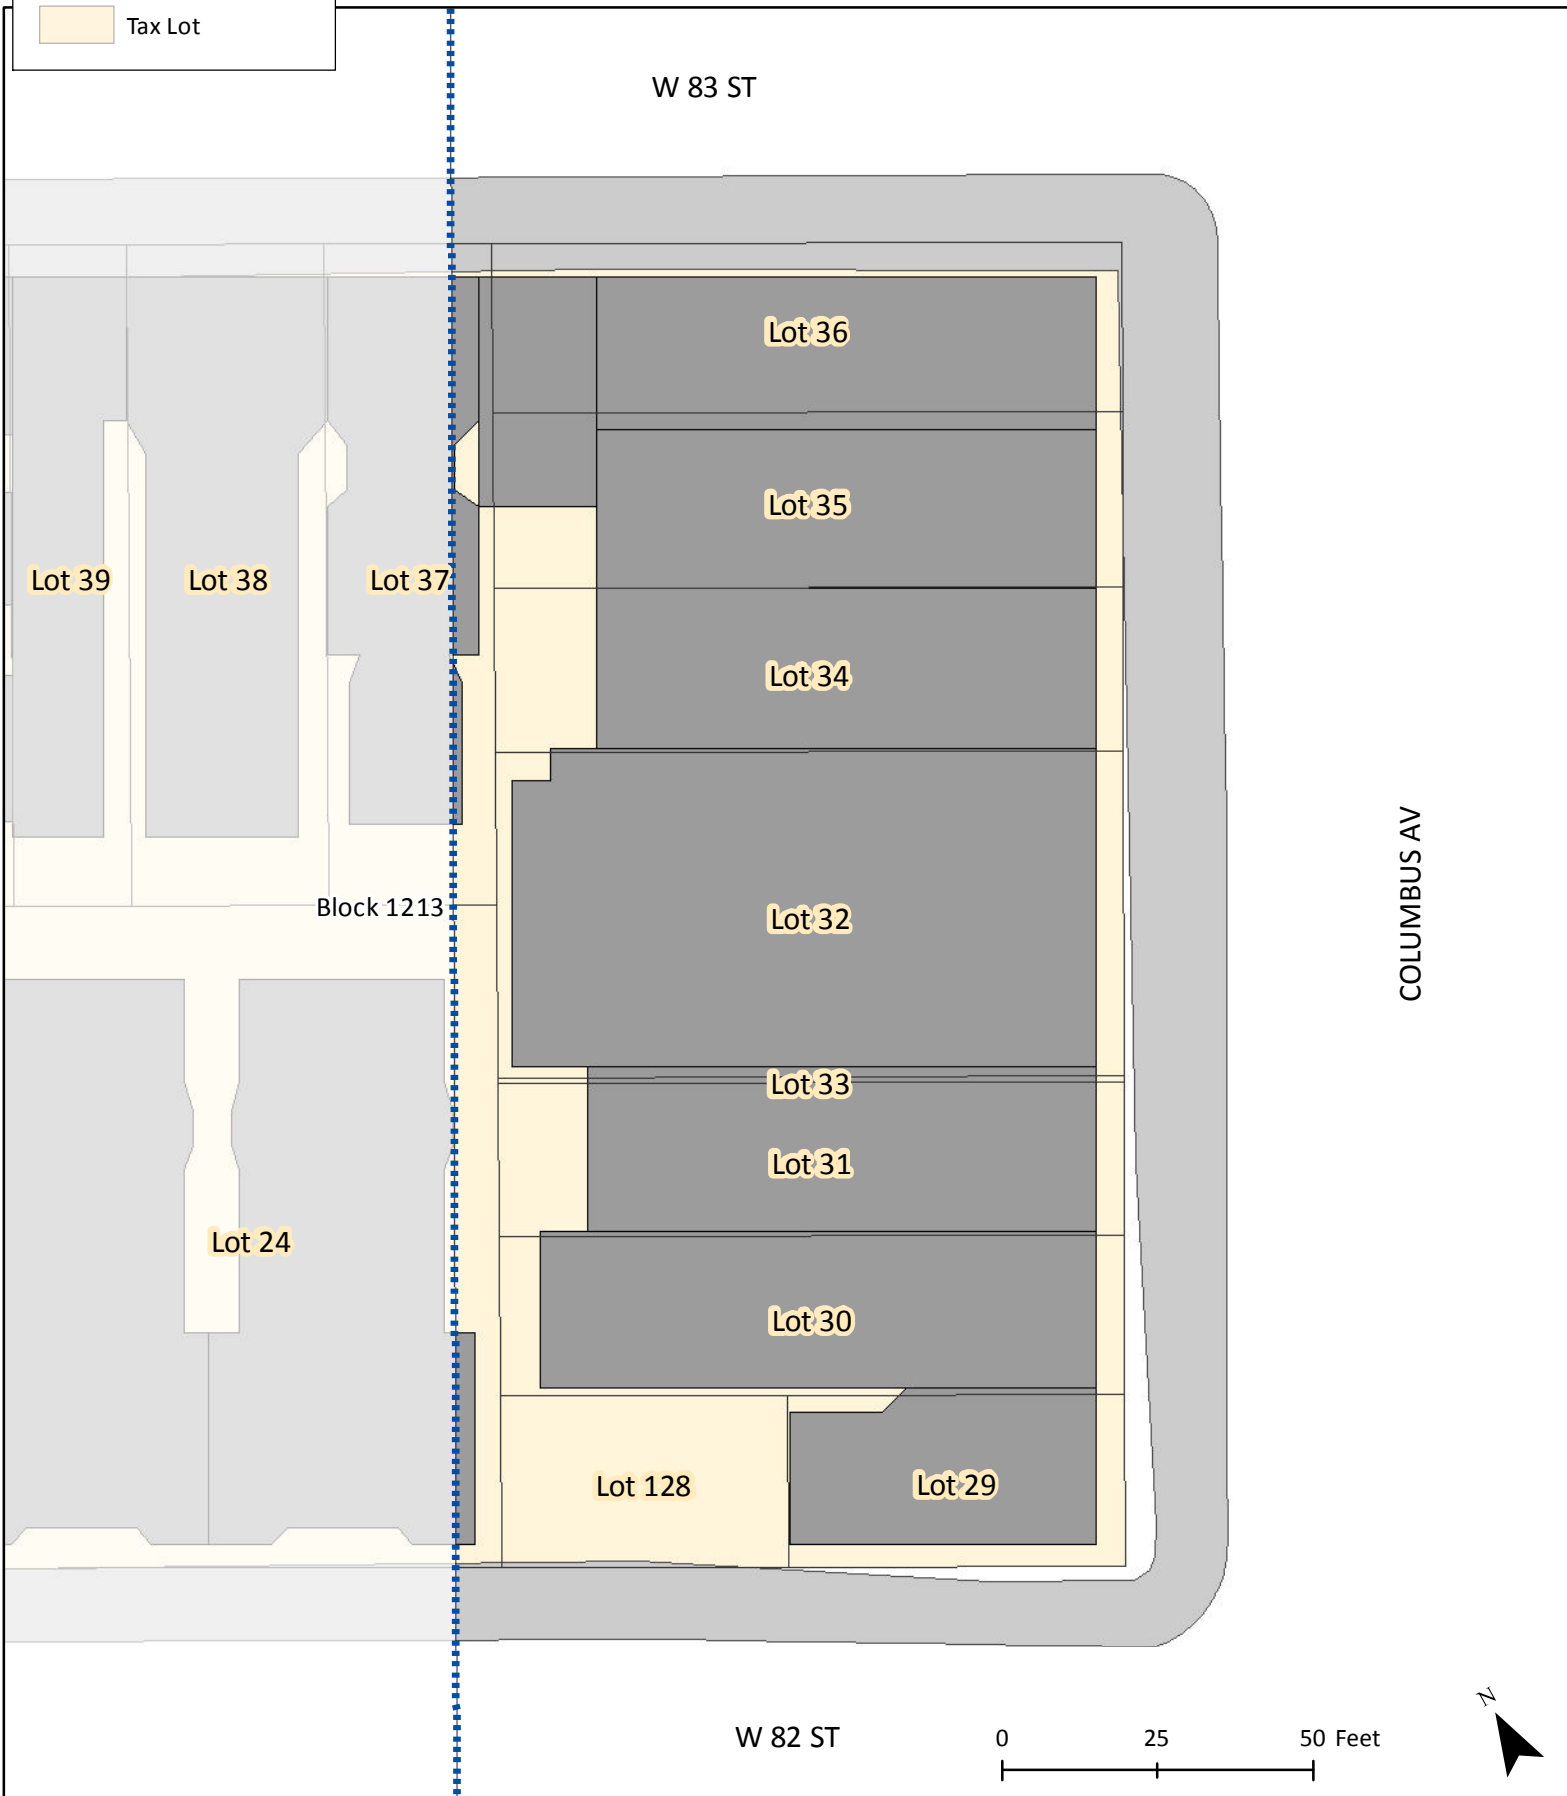 Tax Lot
W 83 ST
Lot 36
Lot 35
Lot 39
Lot 38
Lot 37
Lot 34
Block 1213
Lot 32
COLUMBUS AV
Lot 33
Lot 31
Lot 24
Lot 30
Lot 128
Lot 29
W 82 ST
0 25 50 Feet
N